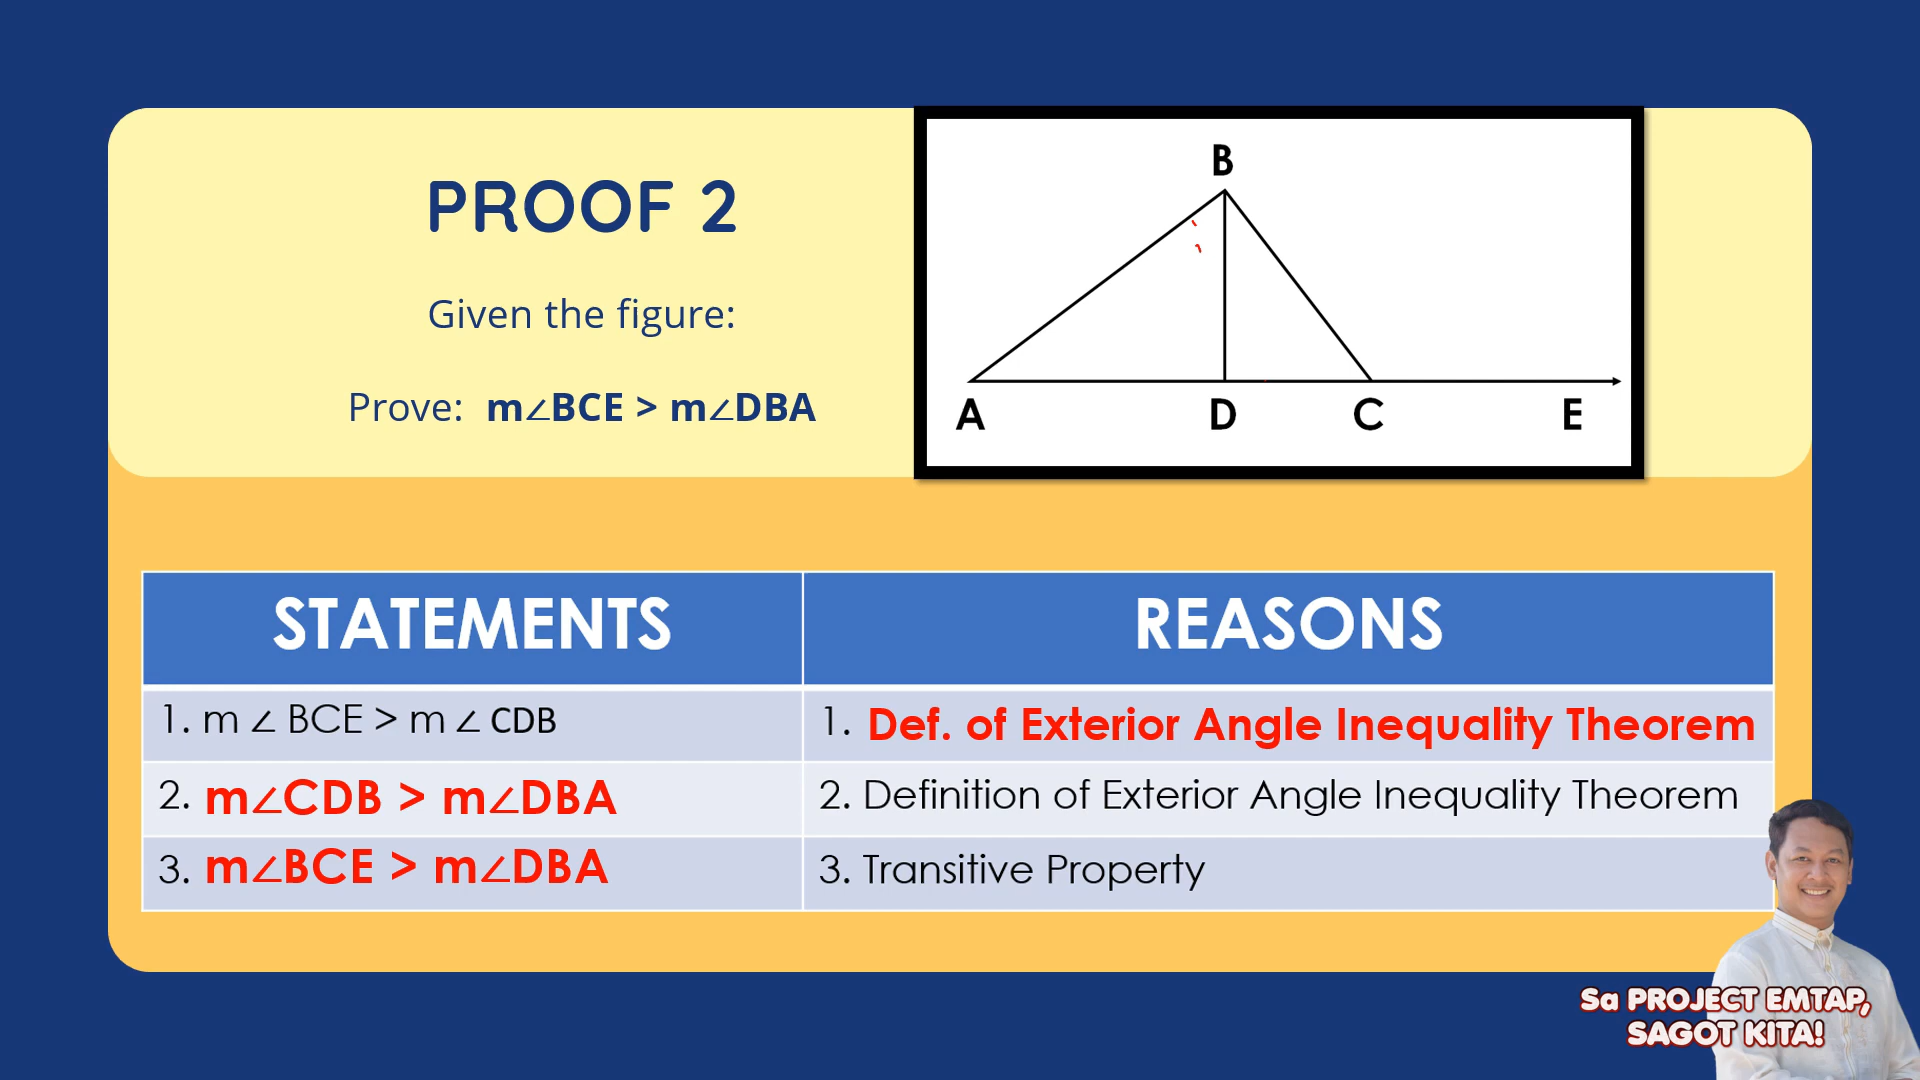 PROOF 2
Given the figure:
Prove: m∠BCE > m∠DBA
B
A D C E
STATEMENTS REASONS
1. m ∠ BCE > m ∠ CDB 1. Def. of Exterior Angle Inequality Theorem
2. m∠CDB > m∠DBA 2. Definition of Exterior Angle Inequality Theorem
3. m∠BCE > m∠DBA 3. Transitive Property
Sa PROJECT EMTAP,
SAGOT KITA!